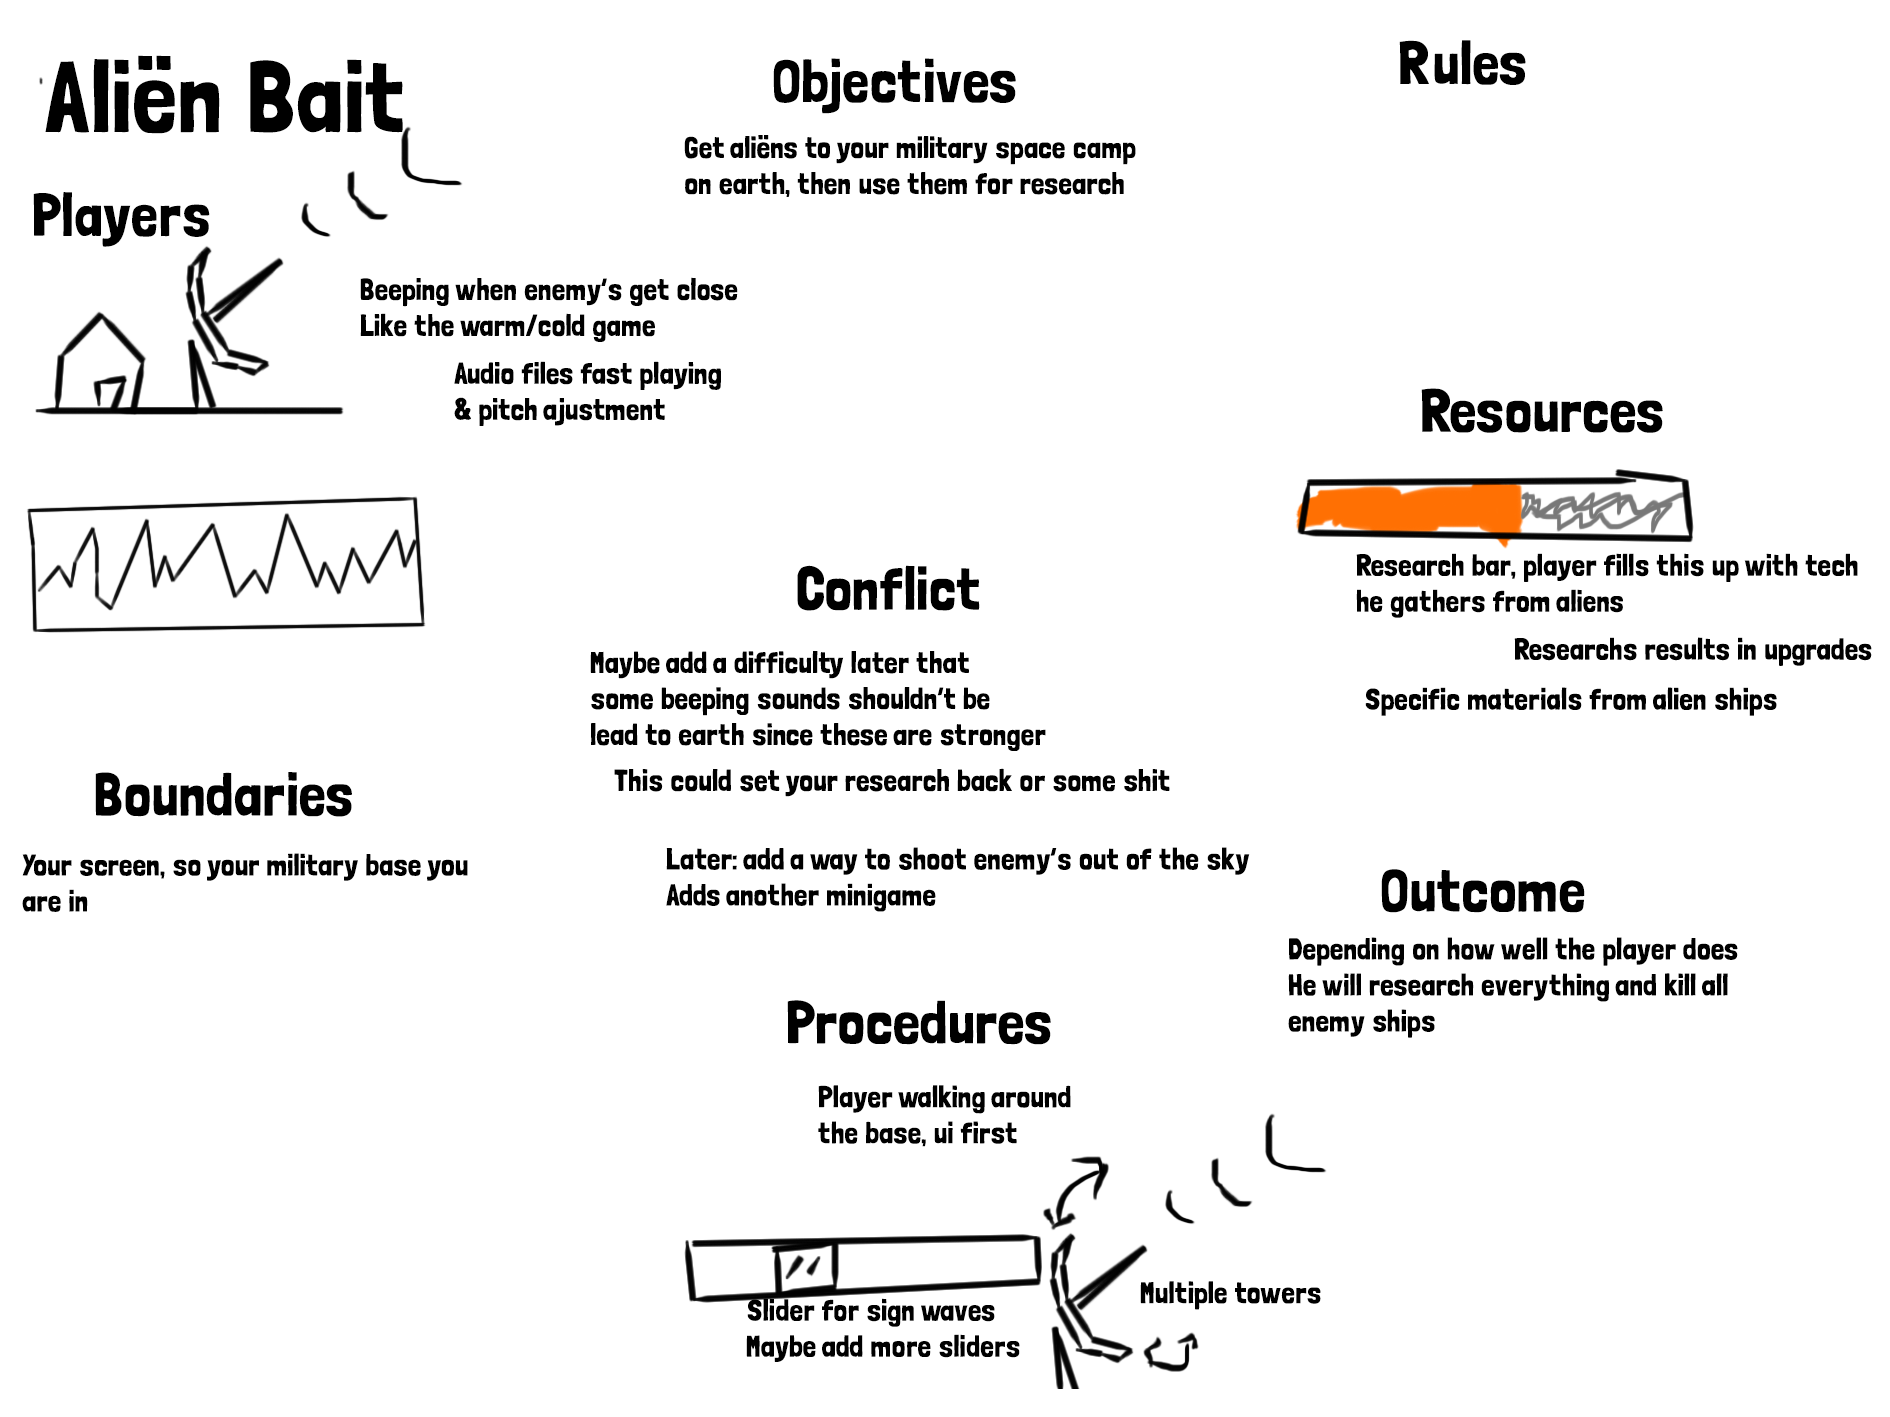 Aliën Bait
Players
Beeping when enemy's get close
Like the warm/cold game
Audio files fast playing
& pitch ajustment
Objectives
Get aliëns to your military space camp
on earth, then use them for research
Rules
Resources
Research bar, player fills this up with tech
he gathers from aliens
Researchs results in upgrades
Specific materials from alien ships
Conflict
Maybe add a difficulty later that
some beeping sounds shouldn't be
lead to earth since these are stronger
This could set your research back or some shit
Later: add a way to shoot enemy's out of the sky
Adds another minigame
Boundaries
Your screen, so your military base you
are in
Outcome
Depending on how well the player does
He will research everything and kill all
enemy ships
Procedures
Player walking around
the base, ui first
Slider for sign waves
Maybe add more sliders
Multiple towers